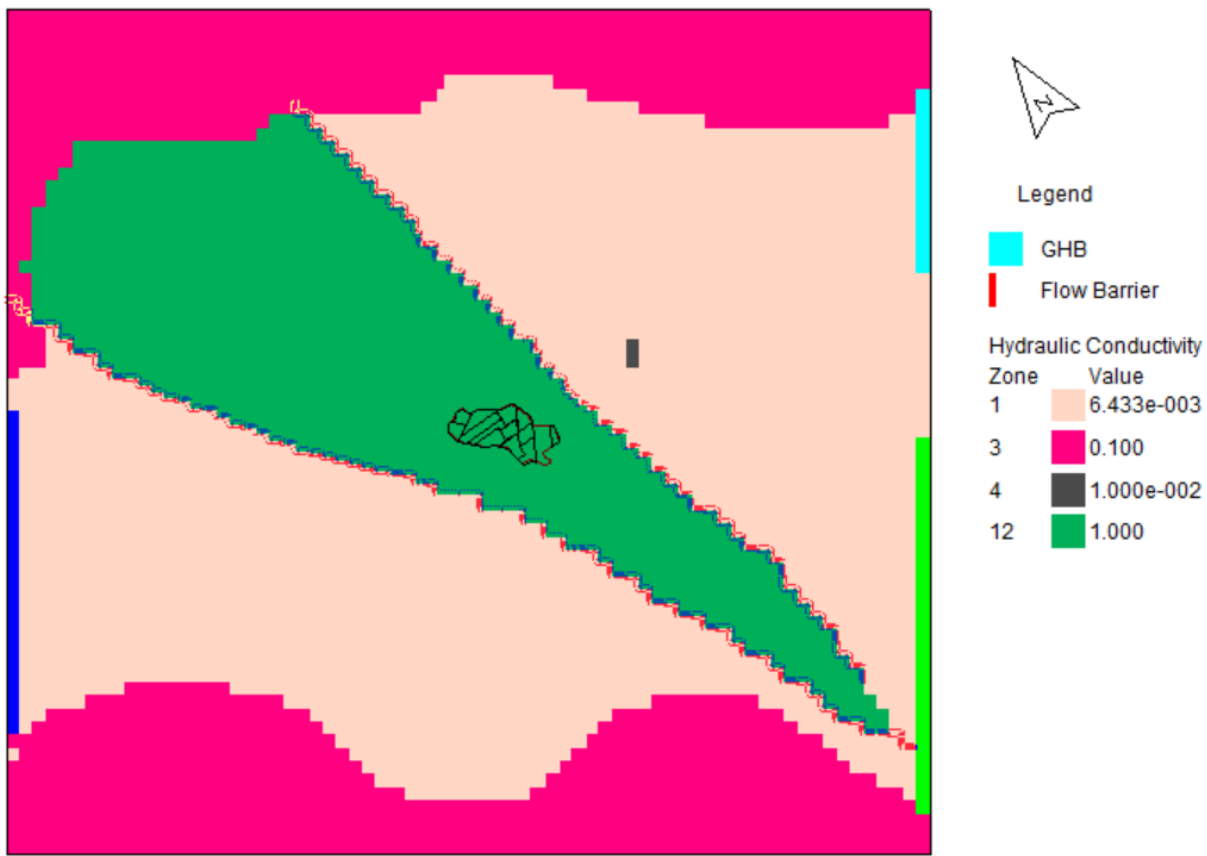 N
Legend
GHB
Flow Barrier
Hydraulic Conductivity
Zone Value
1 6.433e-003
3 0.100
4 1.000e-002
12 1.000